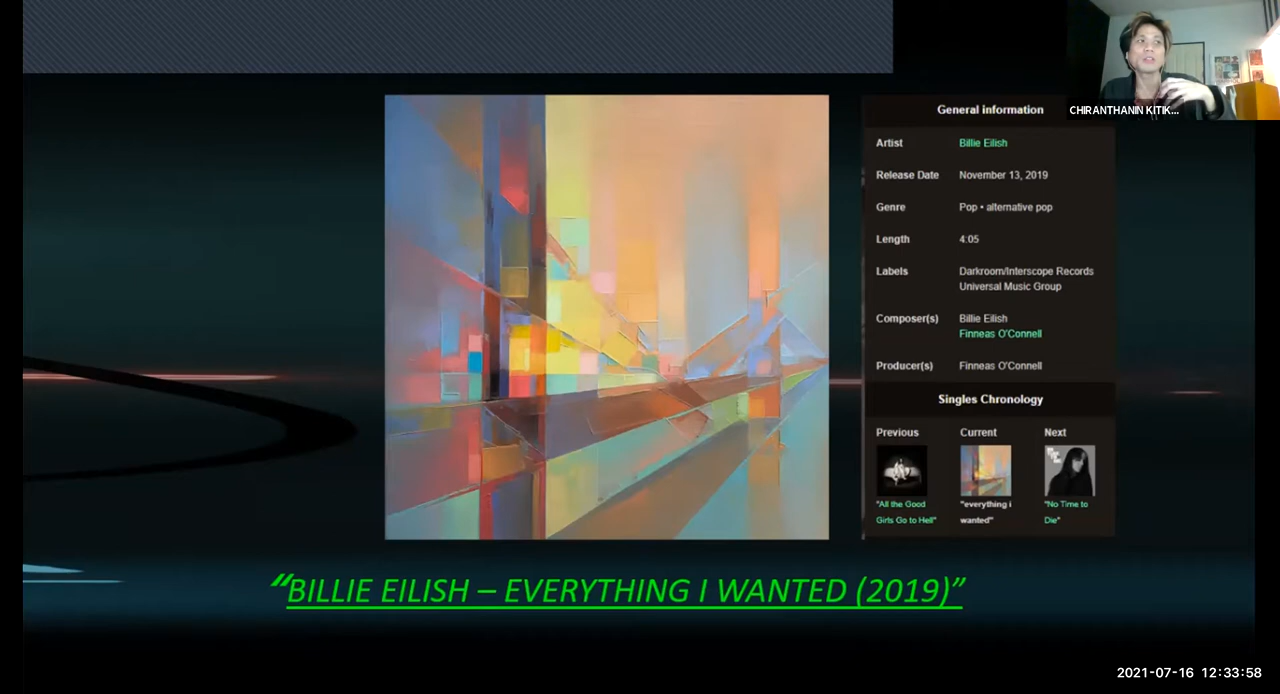 CHIRANTHANIN KITIK...
General information
Artist Billie Eilish
Release Date November 13, 2019
Genre Pop • alternative pop
Length 4:05
Labels Darkroom/Interscope Records
Universal Music Group
Composer(s) Billie Eilish
Finneas O'Connell
Producer(s) Finneas O'Connell
Singles Chronology
Previous Current Next
"All the Good "everything i "No Time to
Girls Go to Hell" wanted" Die"
“BILLIE EILISH – EVERYTHING I WANTED (2019)”
2021-07-16 12:33:58